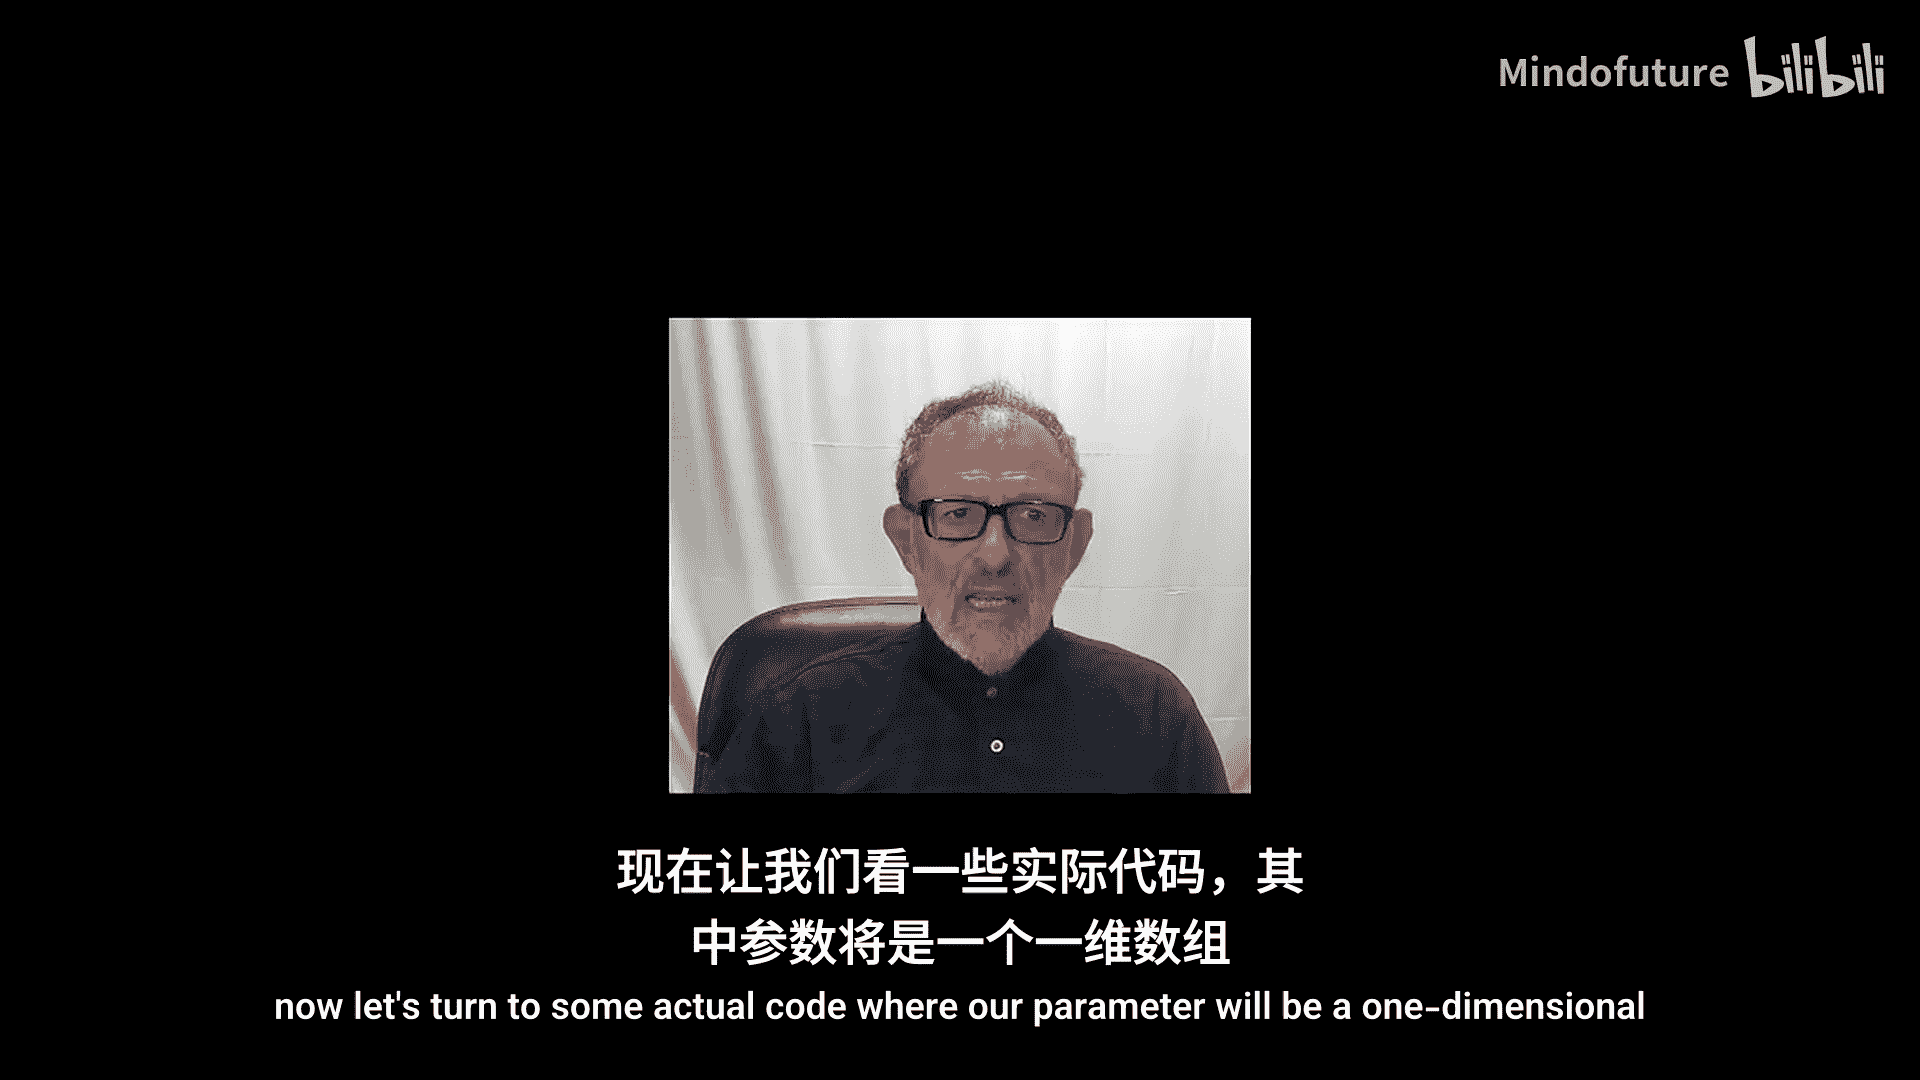 Mindofuture bilibili
现在让我们看一些实际代码，其
中参数将是一个一维数组
now let's turn to some actual code where our parameter will be a one-dimensional